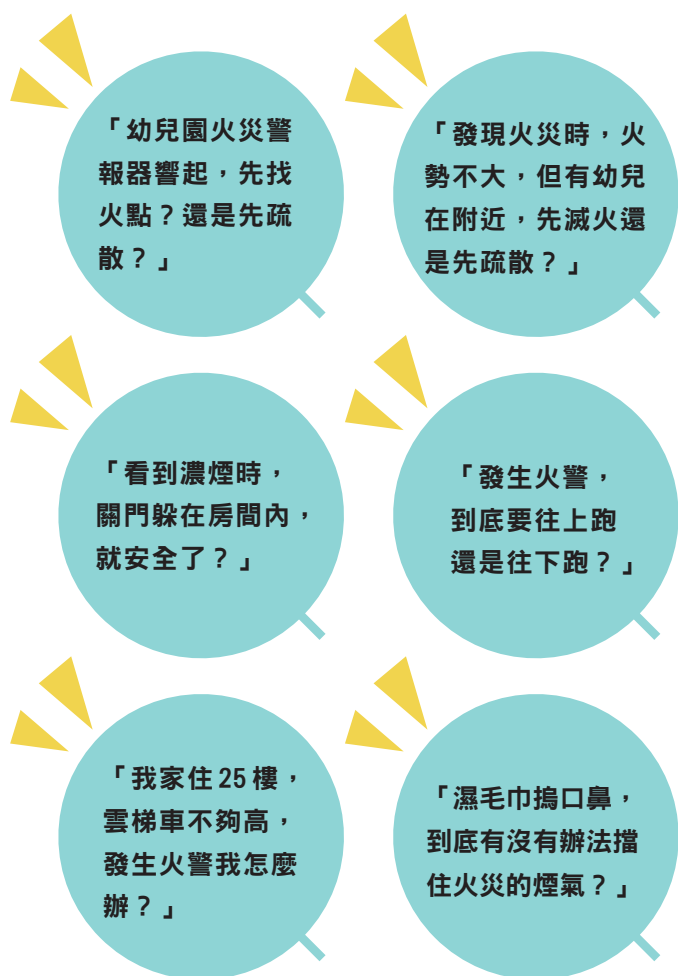 「幼兒園火災警
報器響起,先找
火點?還是先疏
散?」
「發現火災時,火
勢不大,但有幼兒
在附近,先滅火還
是先疏散?」
「看到濃煙時,
關門躲在房間內,
就安全了?」
「發生火警,
到底要往上跑
還是往下跑?」
「我家住25樓,
雲梯車不夠高,
發生火警我怎麼
辦?」
「濕毛巾摀口鼻,
到底有沒有辦法擋
住火災的煙氣?」